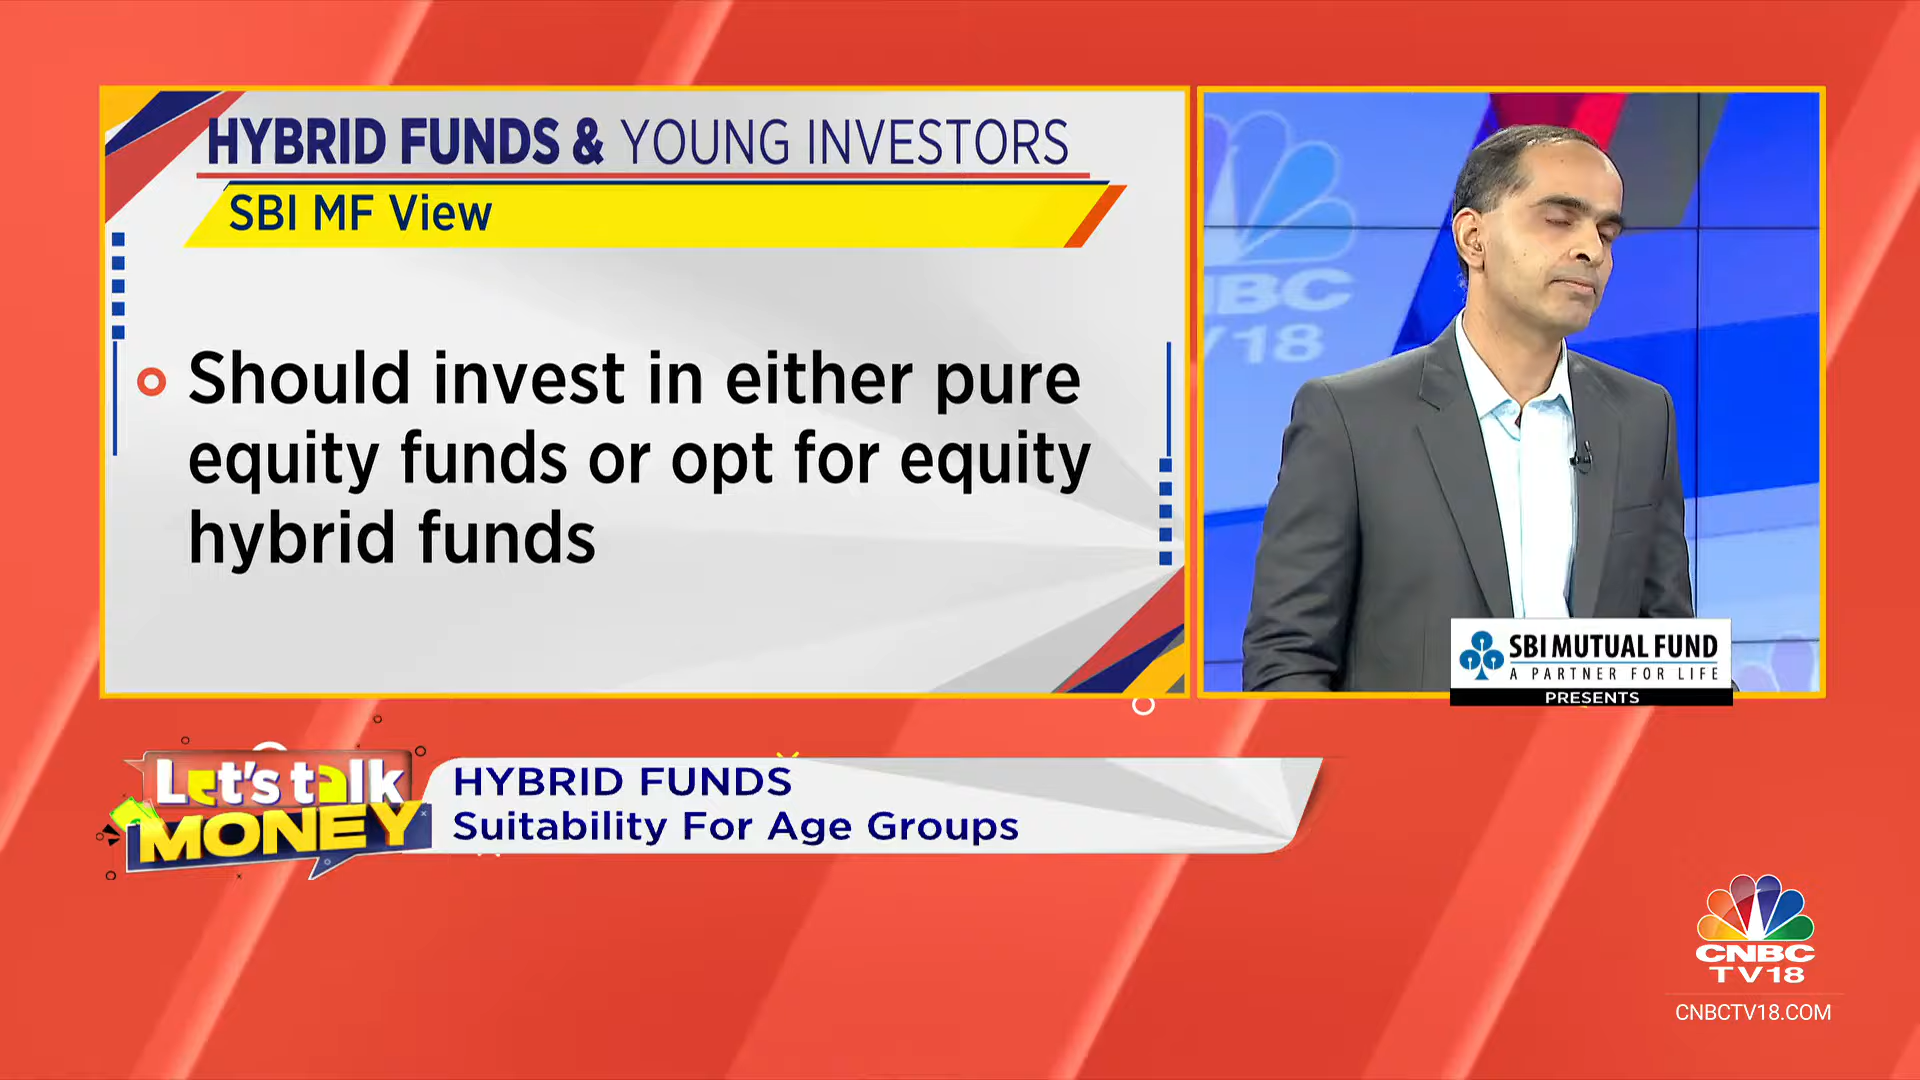 HYBRID FUNDS & YOUNG INVESTORS
SBI MF View
Should invest in either pure
equity funds or opt for equity
hybrid funds
NBC
TV18
SBI MUTUAL FUND
A PARTNER FOR LIFE
PRESENTS
Let's talk
MONEY
HYBRID FUNDS
Suitability For Age Groups
CNBC
TV18
CNBCTV18.COM